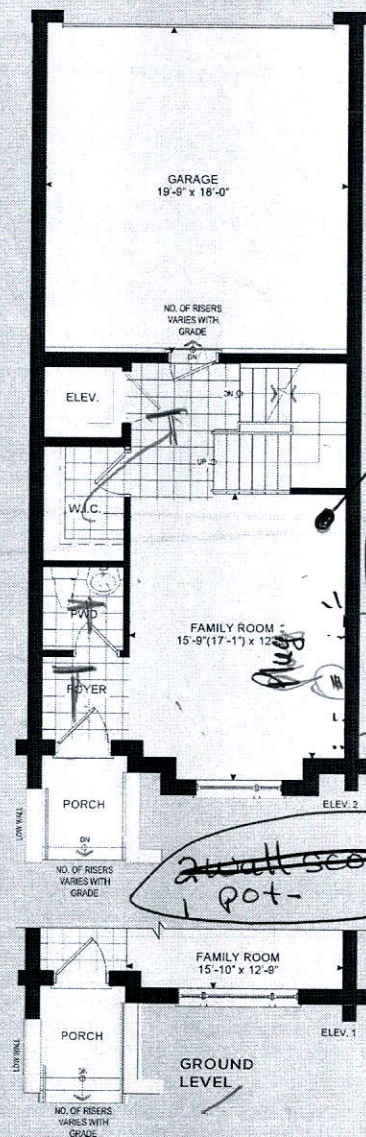 GARAGE
19'-9" x 18'-0"
NO. OF RISERS
VARIES WITH
GRADE
DN
ELEV.
DN
UP
W.I.C.
PWD
FAMILY ROOM
15'-9"(17'-1") x 12'
Plug
FOYER
PORCH
ELEV. 2
LOW WALL
DN
NO. OF RISERS
VARIES WITH
GRADE
2 wall sco
1 pot-
FAMILY ROOM
15'-10" x 12'-9"
PORCH
ELEV. 1
LOW WALL
GROUND
LEVEL
DN
NO. OF RISERS
VARIES WITH
GRADE